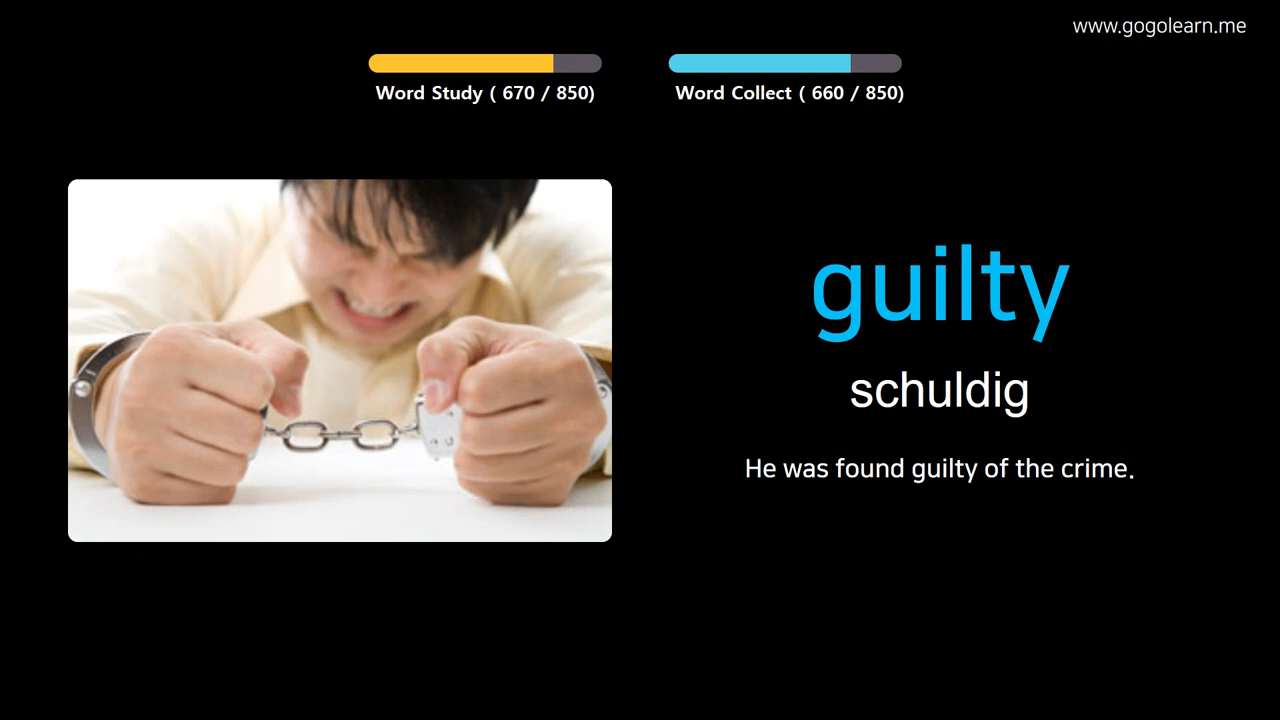 www.gogolearn.me
Word Study ( 670 / 850)
Word Collect ( 660 / 850)
guilty
schuldig
He was found guilty of the crime.